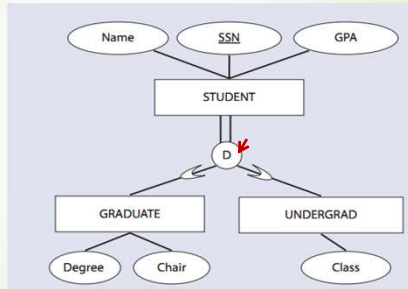 Name SSN GPA
STUDENT
D
GRADUATE UNDERGRAD
Degree Chair Class